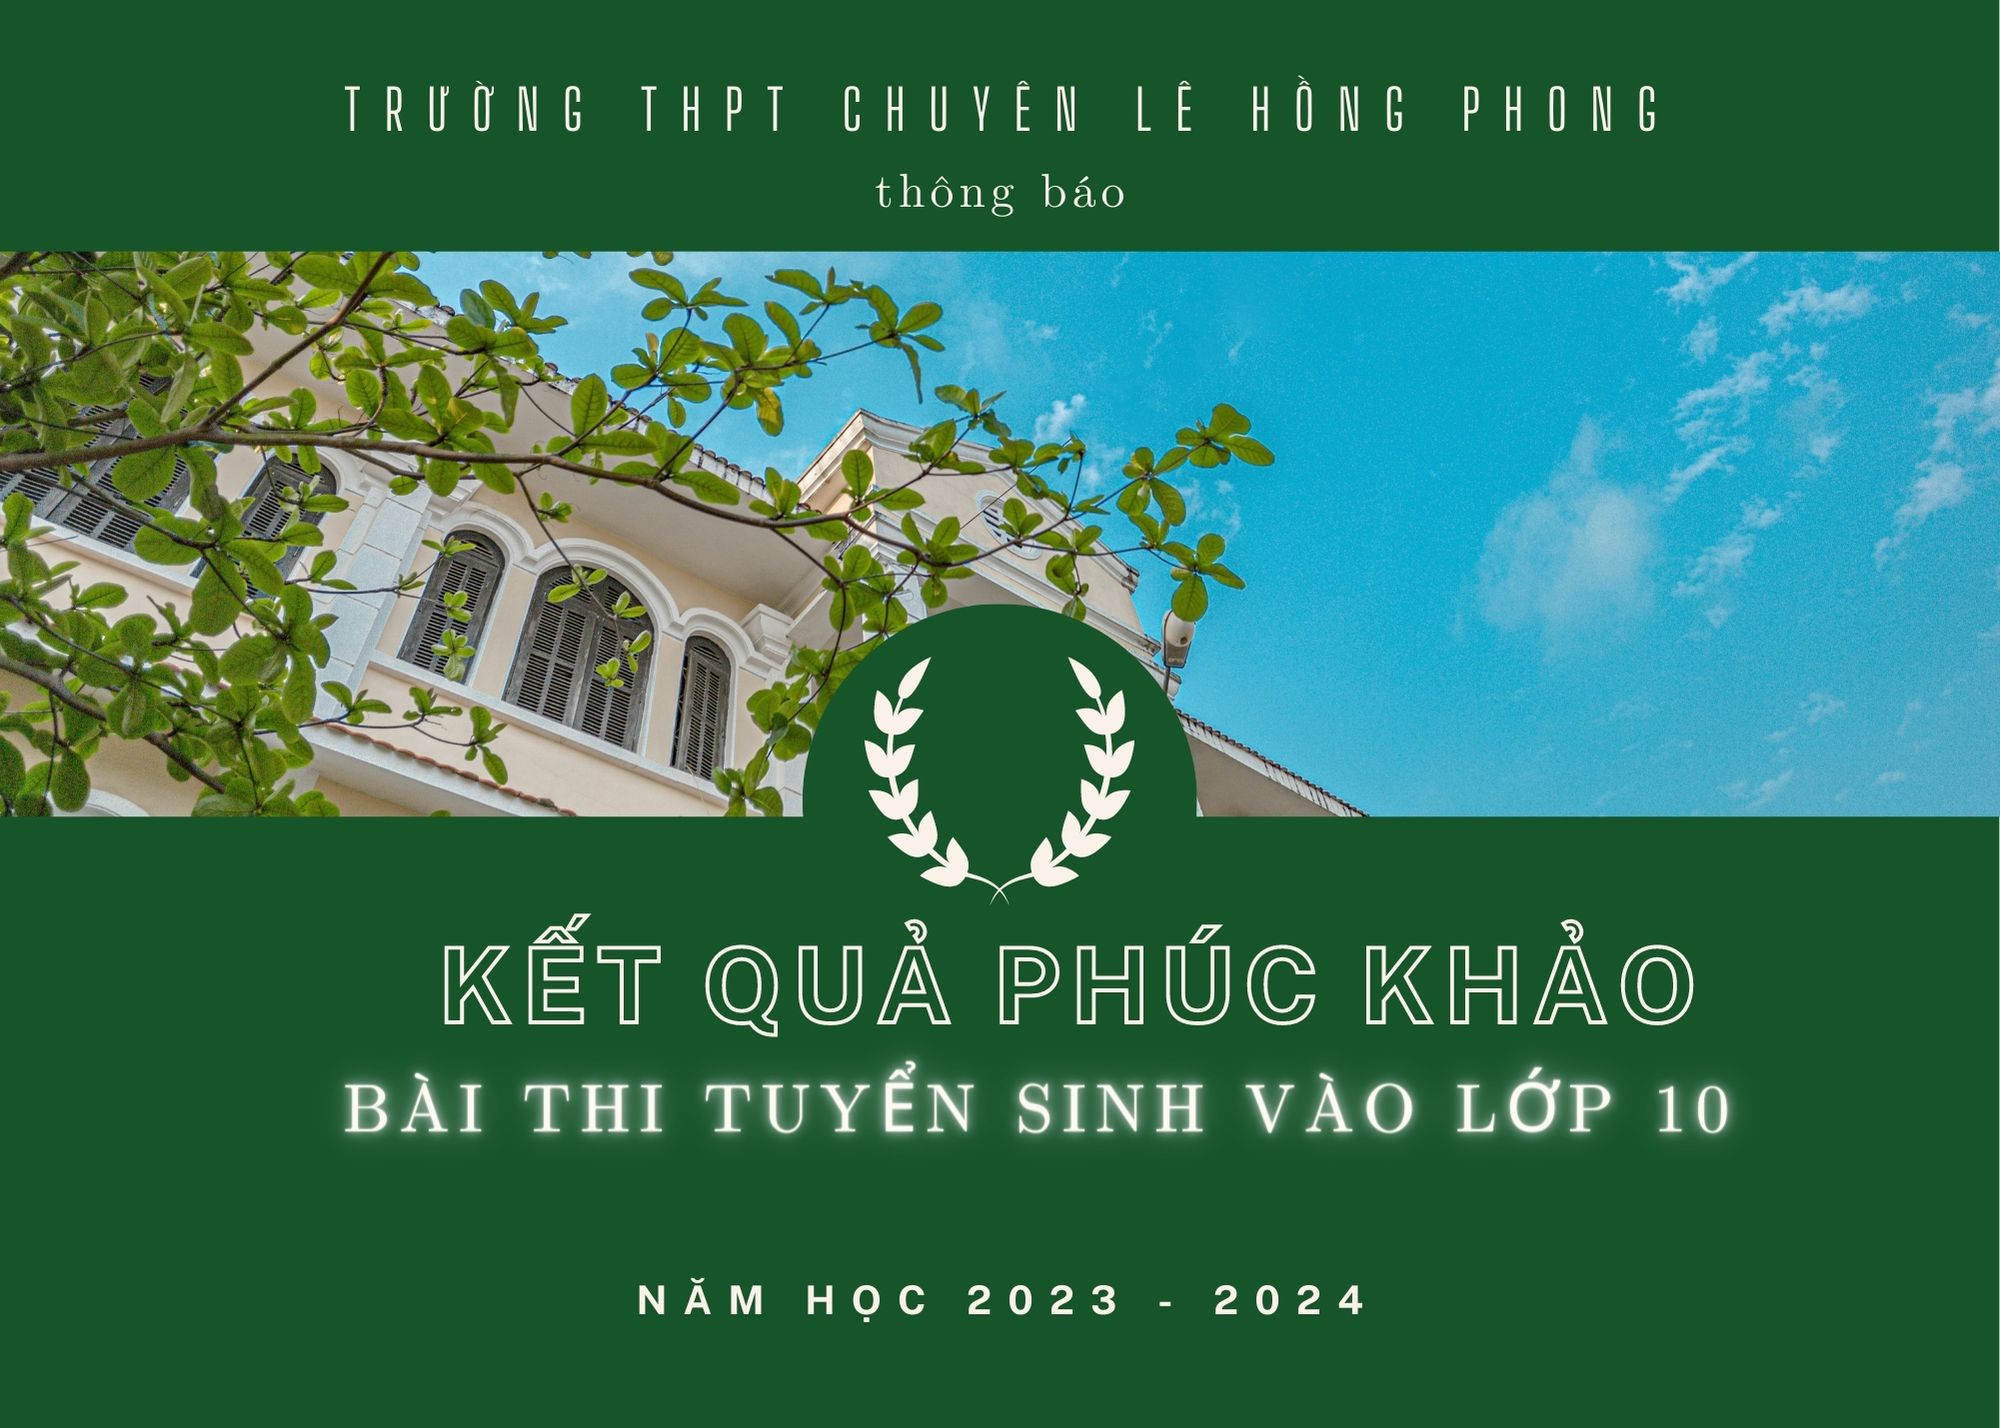 TRƯỜNG THPT CHUYÊN LÊ HỒNG PHONG
thông báo
KẾT QUẢ PHÚC KHẢO
BÀI THI TUYỂN SINH VÀO LỚP 10
NĂM HỌC 2023 - 2024